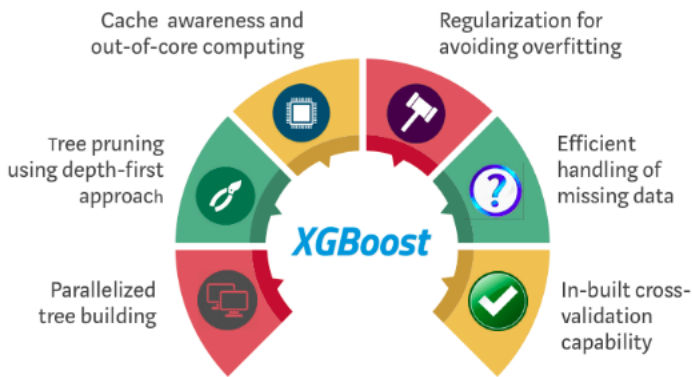 Cache awareness and
out-of-core computing
Regularization for
avoiding overfitting
Tree pruning
using depth-first
approach
Efficient
handling of
missing data
?
XGBoost
Parallelized
tree building
In-built cross-
validation
capability